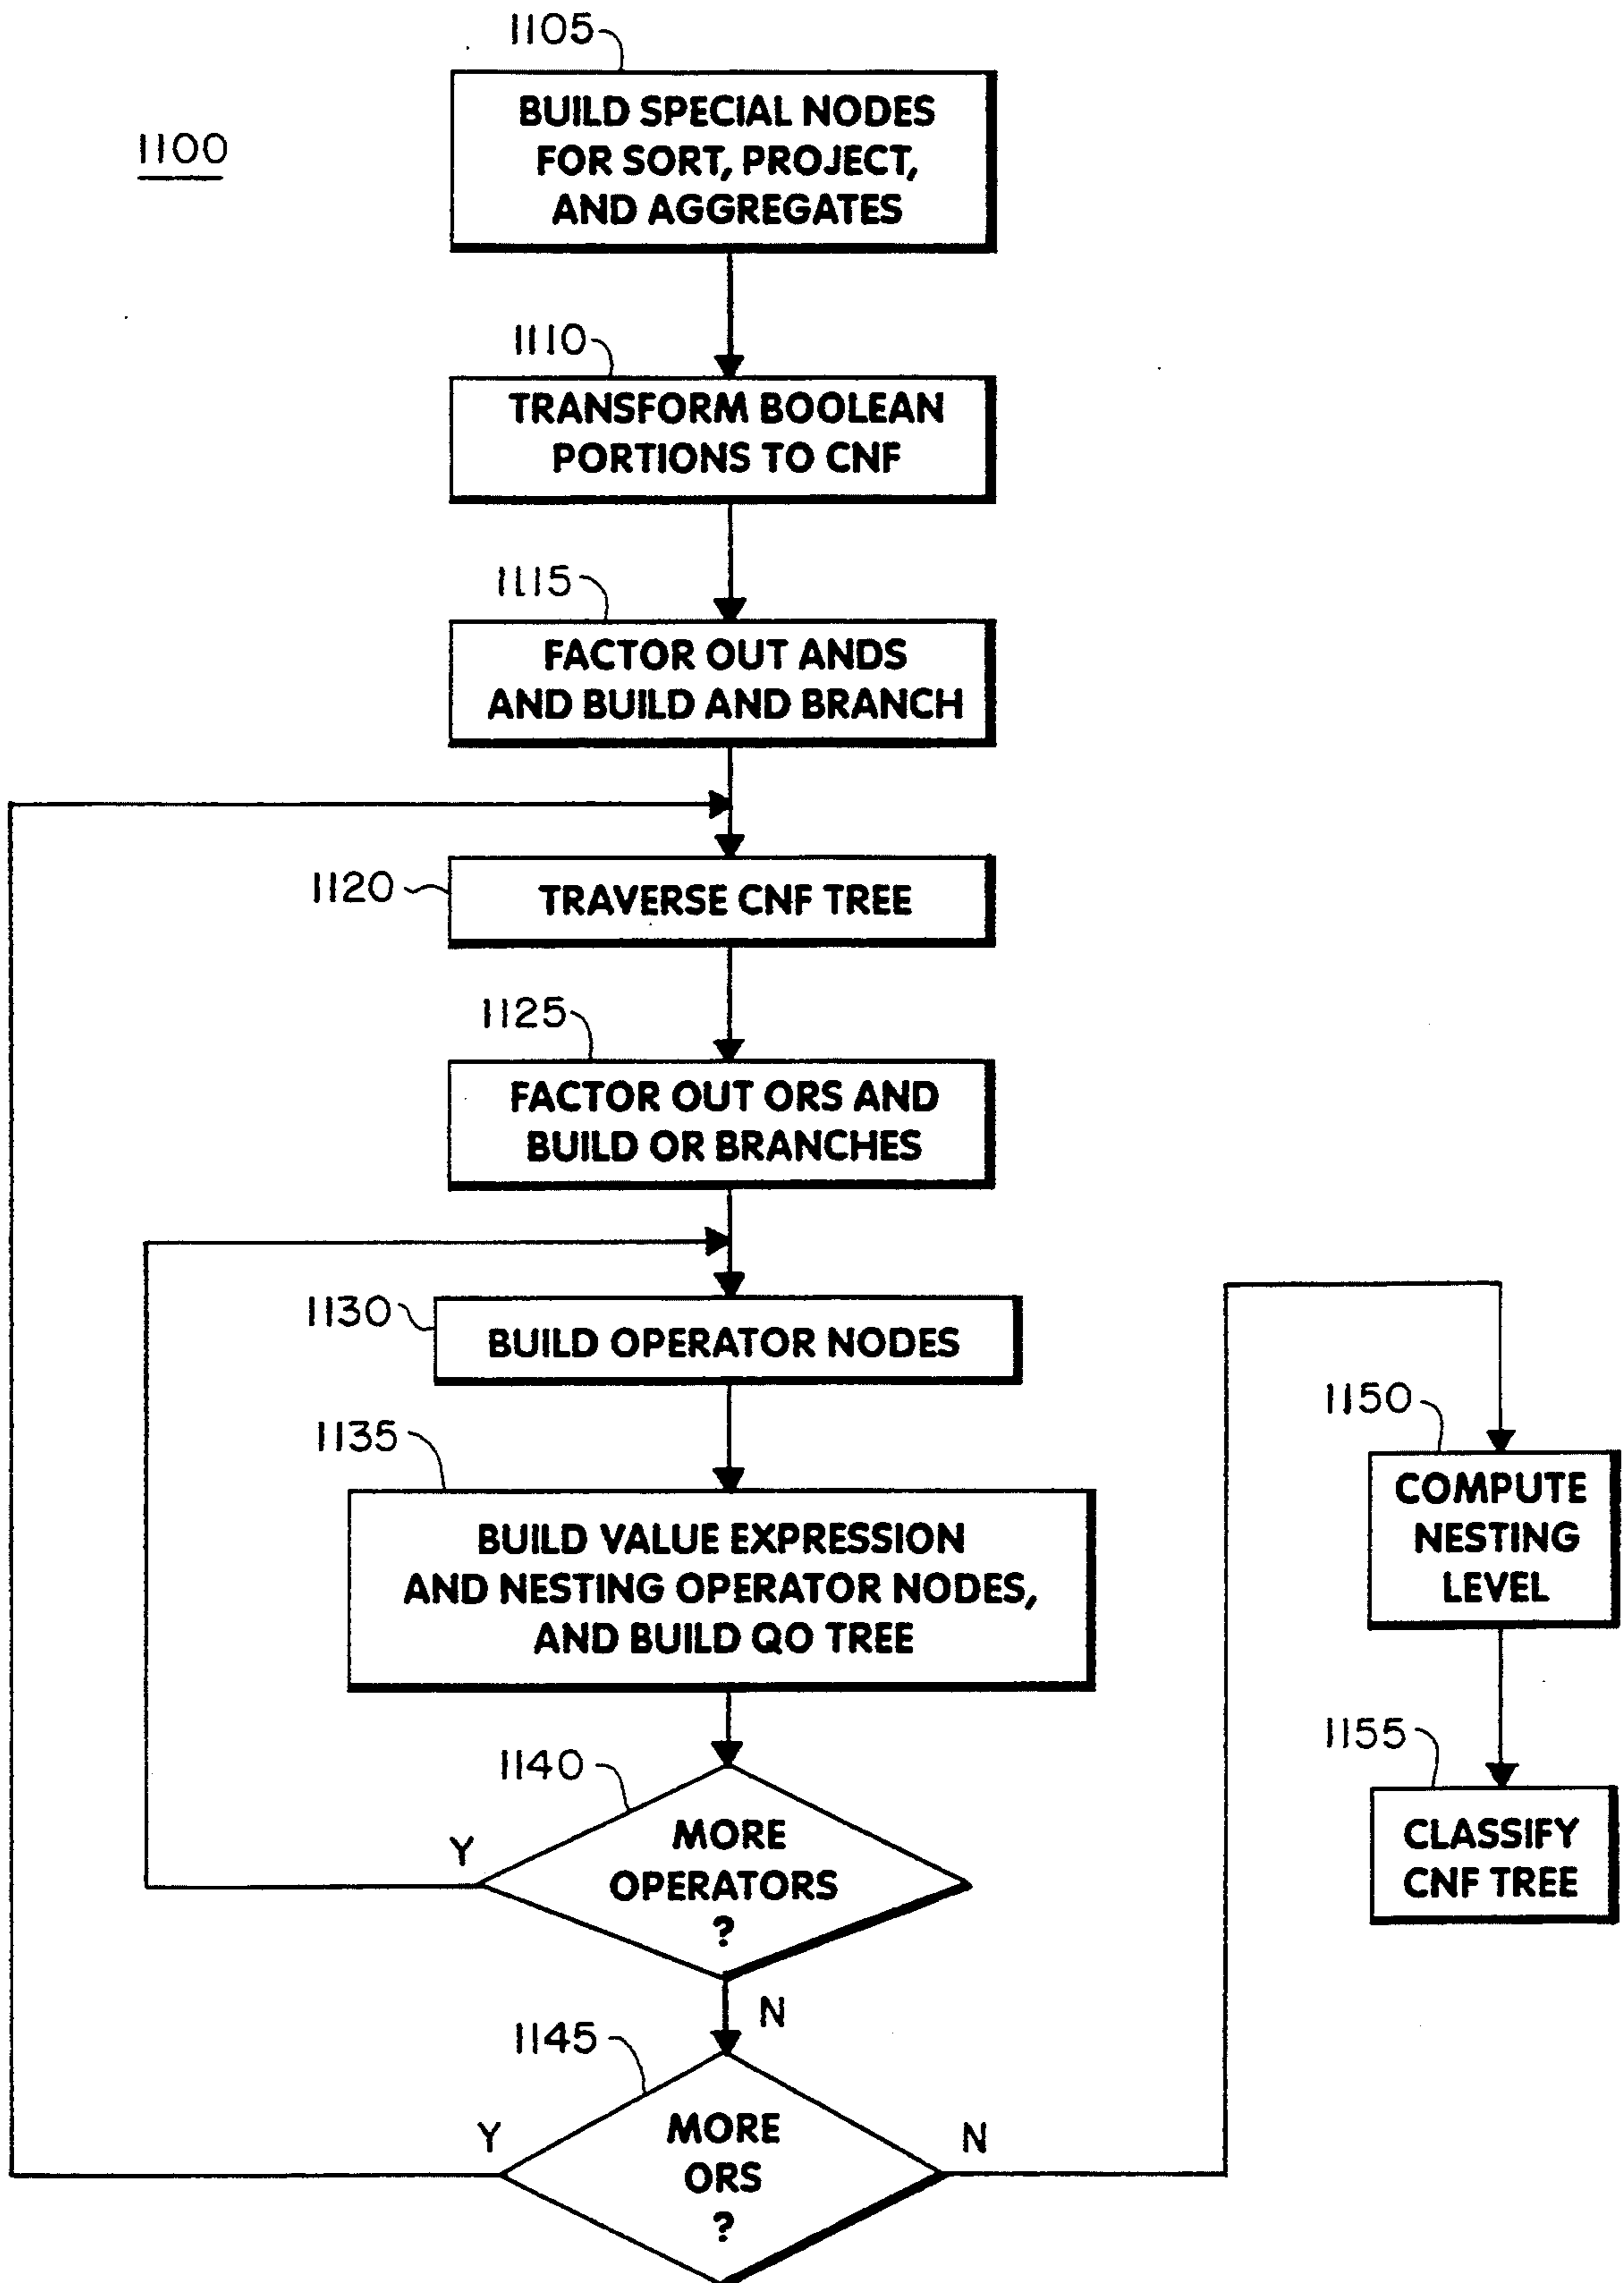 1100
1105
BUILD SPECIAL NODES
FOR SORT, PROJECT,
AND AGGREGATES
1110
TRANSFORM BOOLEAN
PORTIONS TO CNF
1115
FACTOR OUT ANDS
AND BUILD AND BRANCH
1120
TRAVERSE CNF TREE
1125
FACTOR OUT ORS AND
BUILD OR BRANCHES
1130
BUILD OPERATOR NODES
1135
BUILD VALUE EXPRESSION
AND NESTING OPERATOR NODES,
AND BUILD QO TREE
1140
MORE
OPERATORS
?
Y
N
1145
MORE
ORS
?
Y
N
1150
COMPUTE
NESTING
LEVEL
1155
CLASSIFY
CNF TREE